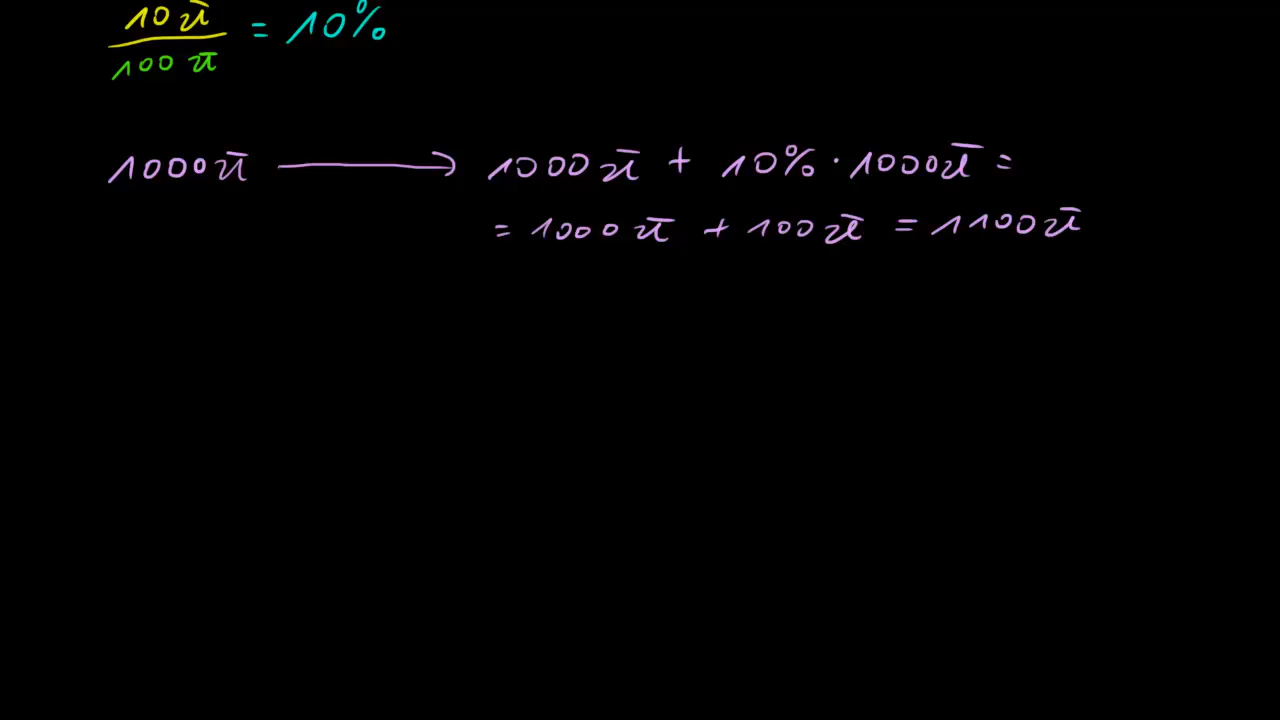 10 zł
= 10%
100 zł
1000 zł → 1000 zł + 10% · 1000 zł =
= 1000 zł + 100 zł = 1100 zł